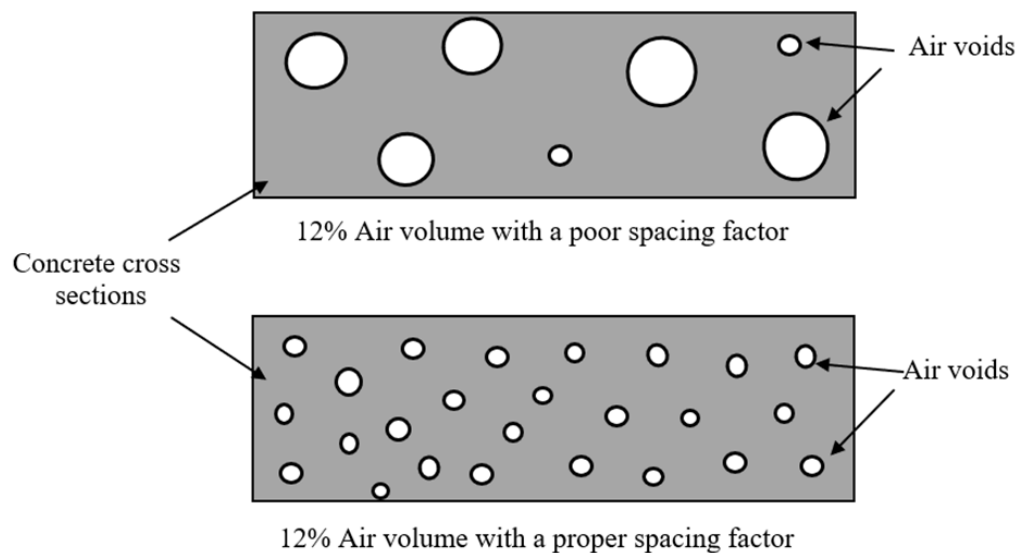 Air voids
12% Air volume with a poor spacing factor
Concrete cross
sections
Air voids
12% Air volume with a proper spacing factor